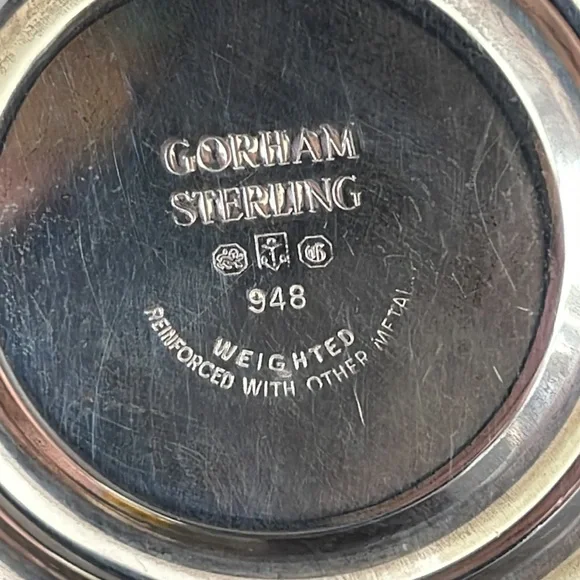 GORHAM
STERLING
G
948
WEIGHTED
REINFORCED WITH OTHER METAL